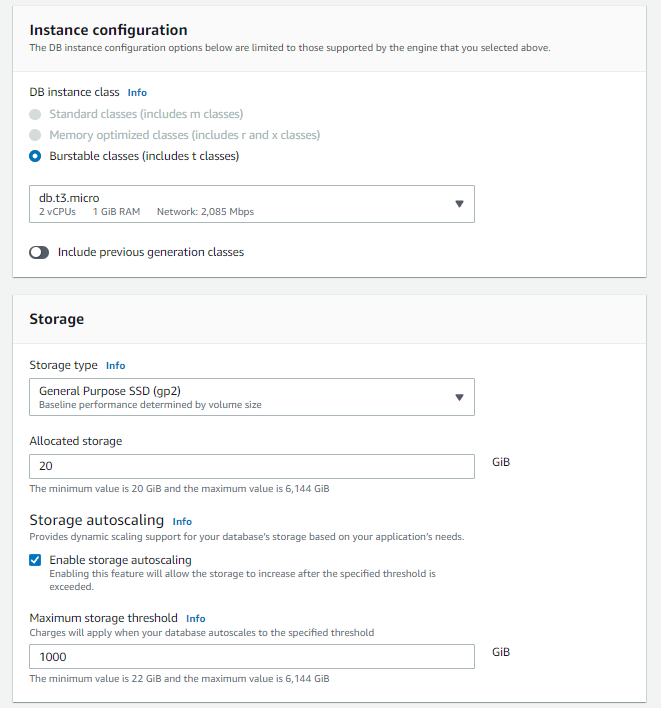 Instance configuration
The DB instance configuration options below are limited to those supported by the engine that you selected above.
DB instance class Info
Standard classes (includes m classes)
Memory optimized classes (includes r and x classes)
Burstable classes (includes t classes)
db.t3.micro
2 vCPUs 1 GiB RAM Network: 2,085 Mbps
Include previous generation classes
Storage
Storage type Info
General Purpose SSD (gp2)
Baseline performance determined by volume size
Allocated storage
20 GiB
The minimum value is 20 GiB and the maximum value is 6,144 GiB
Storage autoscaling Info
Provides dynamic scaling support for your database's storage based on your application's needs.
Enable storage autoscaling
Enabling this feature will allow the storage to increase after the specified threshold is
exceeded.
Maximum storage threshold Info
Charges will apply when your database autoscales to the specified threshold
1000 GiB
The minimum value is 22 GiB and the maximum value is 6,144 GiB